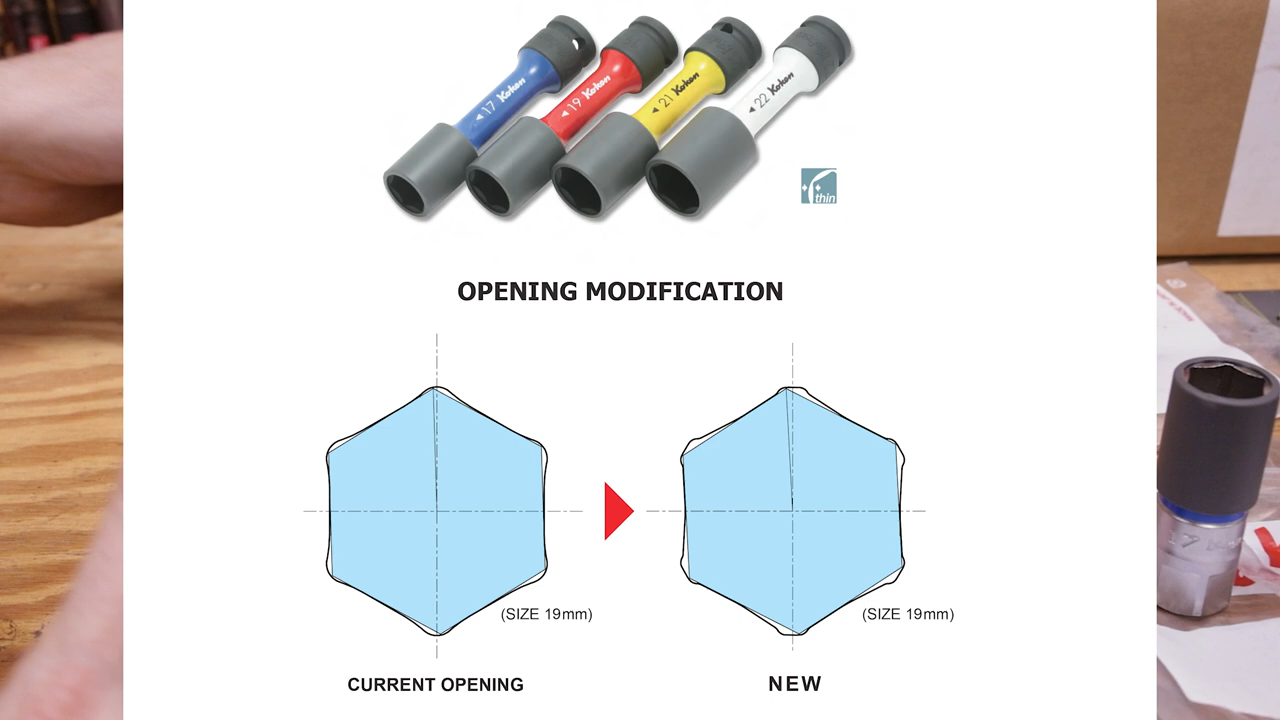 17 Koken
19 Koken
21 Koken
22 Koken
thin
OPENING MODIFICATION
(SIZE 19mm)
(SIZE 19mm)
CURRENT OPENING
NEW